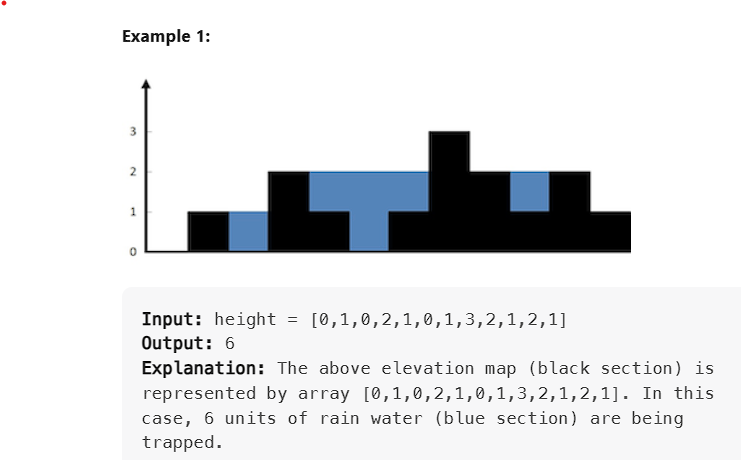 Example 1:
3
2
1
0
Input: height = [0,1,0,2,1,0,1,3,2,1,2,1]
Output: 6
Explanation: The above elevation map (black section) is
represented by array [0,1,0,2,1,0,1,3,2,1,2,1]. In this
case, 6 units of rain water (blue section) are being
trapped.